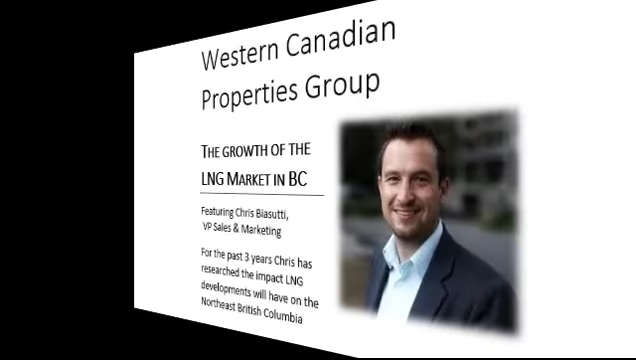 Western Canadian
Properties Group
THE GROWTH OF THE
LNG MARKET IN BC
Featuring Chris Biasutti,
VP Sales & Marketing
For the past 3 years Chris has
researched the impact LNG
developments will have on the
Northeast British Columbia